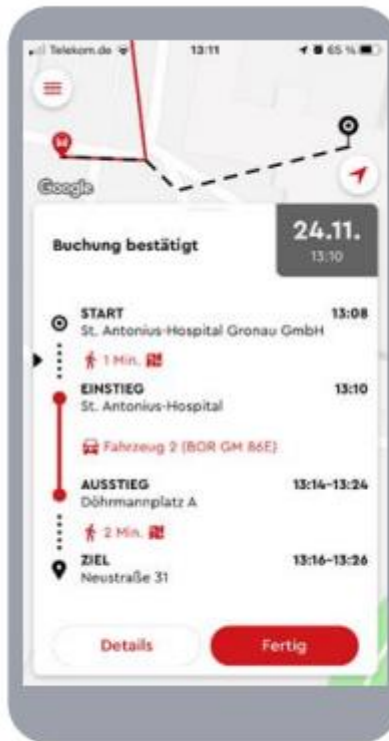 Telekom.de 13:11 65 %
Google
Buchung bestätigt
24.11.
13:10
START 13:08
St. Antonius-Hospital Gronau GmbH
1 Min.
EINSTIEG 13:10
St. Antonius-Hospital
Fahrzeug 2 (BOR GM 86E)
AUSSTIEG 13:14-13:24
Döhrmannplatz A
2 Min.
ZIEL 13:16-13:26
Neustraße 31
Details
Fertig